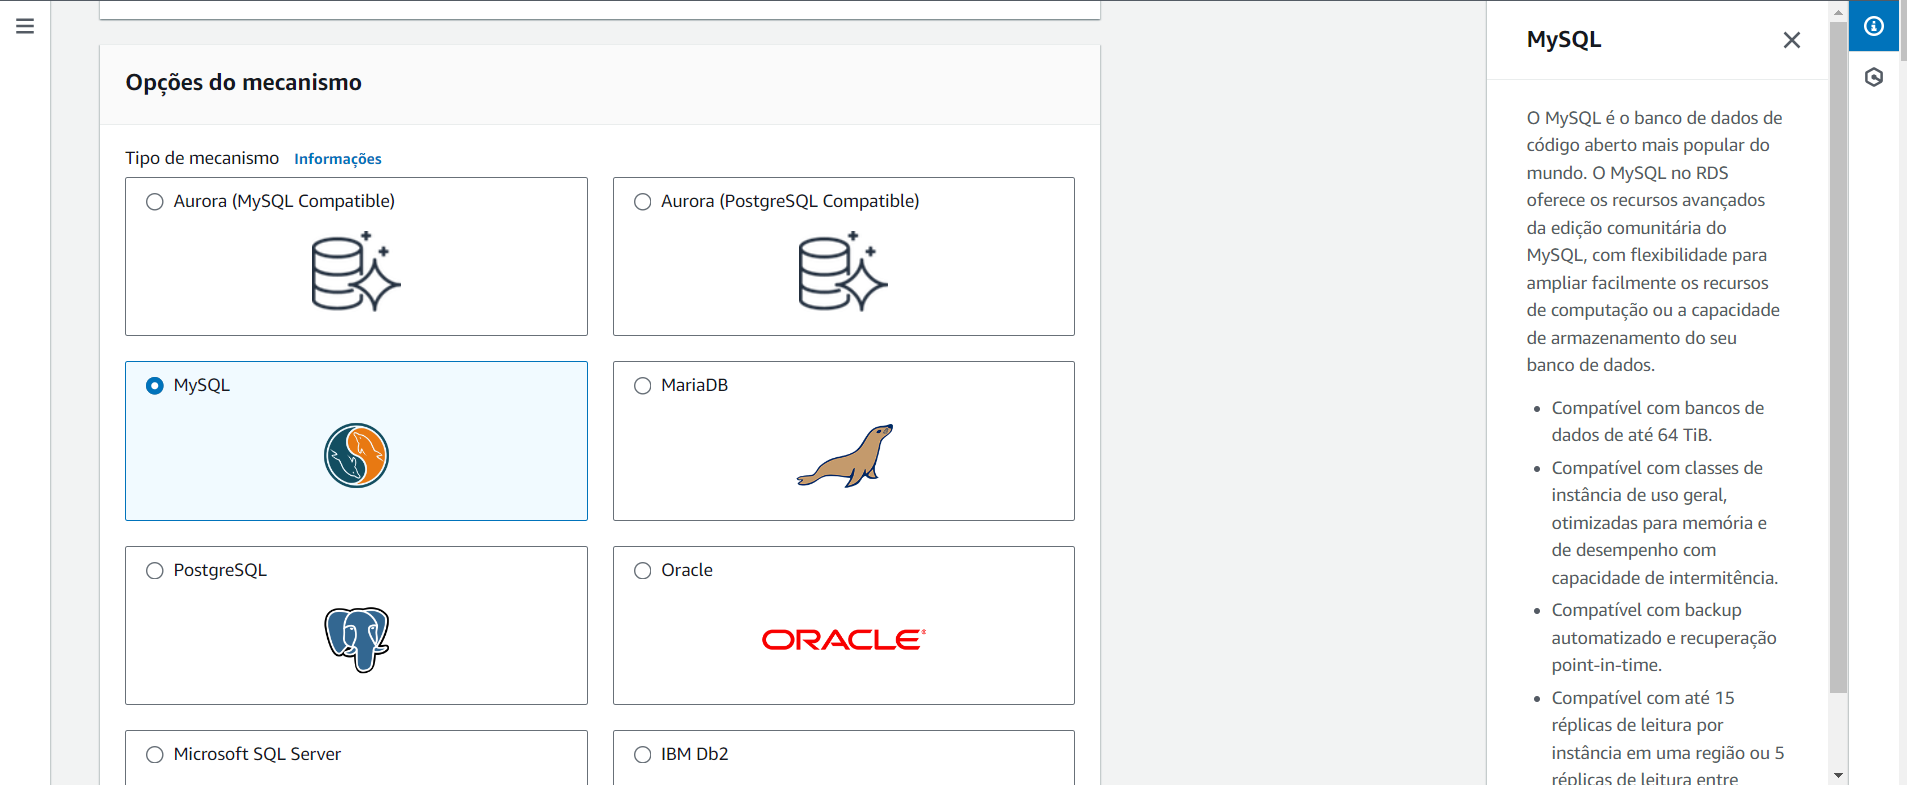 Opções do mecanismo
Tipo de mecanismo Informações
Aurora (MySQL Compatible)
Aurora (PostgreSQL Compatible)
MySQL
MariaDB
PostgreSQL
Oracle
ORACLE®
Microsoft SQL Server
IBM Db2
MySQL
O MySQL é o banco de dados de
código aberto mais popular do
mundo. O MySQL no RDS
oferece os recursos avançados
da edição comunitária do
MySQL, com flexibilidade para
ampliar facilmente os recursos
de computação ou a capacidade
de armazenamento do seu
banco de dados.
• Compatível com bancos de
dados de até 64 TiB.
• Compatível com classes de
instância de uso geral,
otimizadas para memória e
de desempenho com
capacidade de intermitência.
• Compatível com backup
automatizado e recuperação
point-in-time.
• Compatível com até 15
réplicas de leitura por
instância em uma região ou 5
réplicas de leitura entre